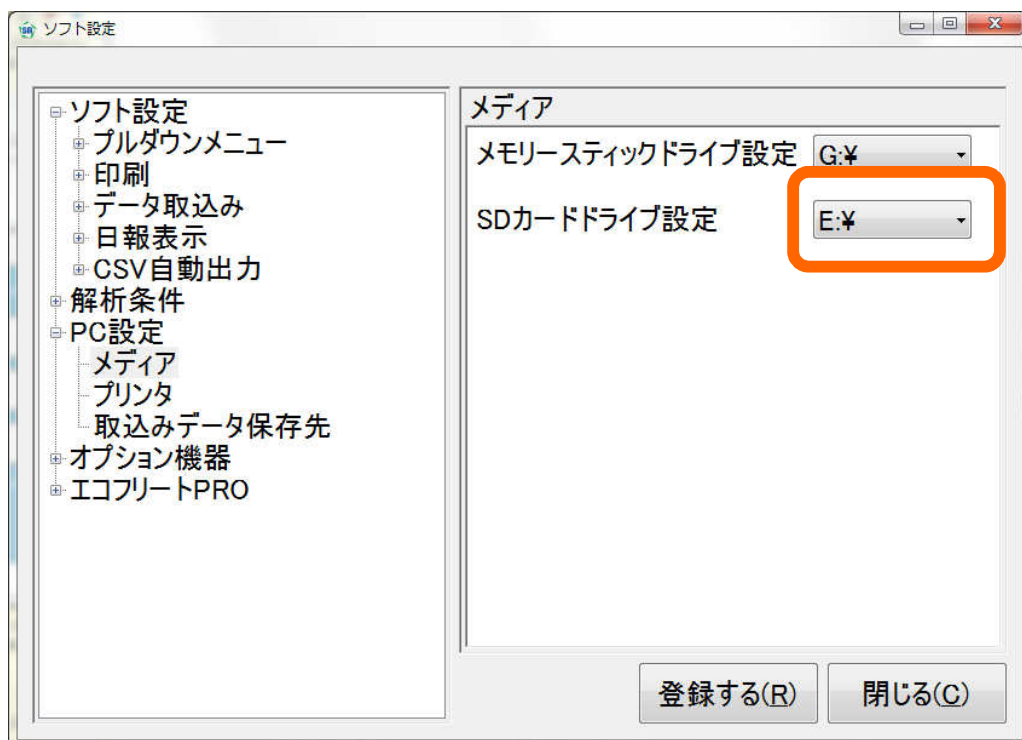 ソフト設定
ソフト設定
プルダウンメニュー
印刷
データ取込み
日報表示
CSV自動出力
解析条件
PC設定
メディア
プリンタ
取込みデータ保存先
オプション機器
エコフリートPRO
メディア
メモリースティックドライブ設定 G:¥
SDカードドライブ設定 E:¥
登録する(R) 閉じる(C)